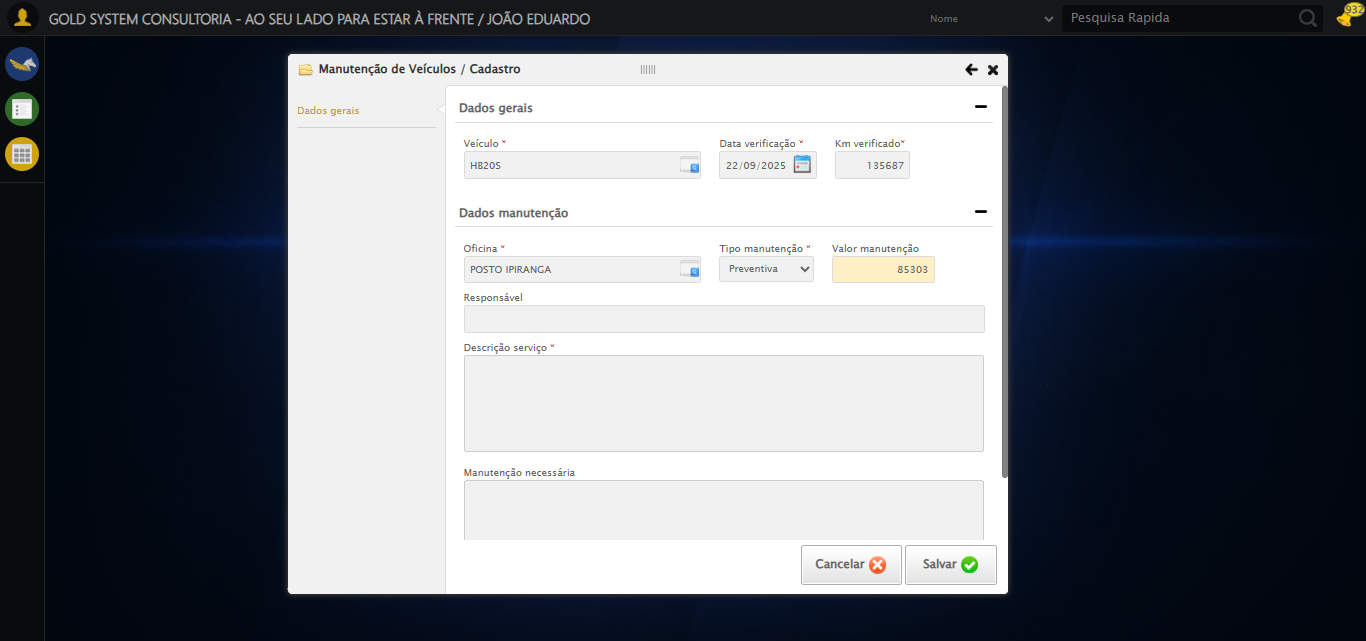 GOLD SYSTEM CONSULTORIA - AO SEU LADO PARA ESTAR À FRENTE / JOÃO EDUARDO
Nome
Pesquisa Rapida
932
Manutenção de Veículos / Cadastro
Dados gerais
Dados gerais
Veículo *
Data verificação *
Km verificado*
HB20S
22/09/2025
135687
Dados manutenção
Oficina *
Tipo manutenção *
Valor manutenção
POSTO IPIRANGA
Preventiva
85303
Responsável
Descrição serviço *
Manutenção necessária
Cancelar
Salvar